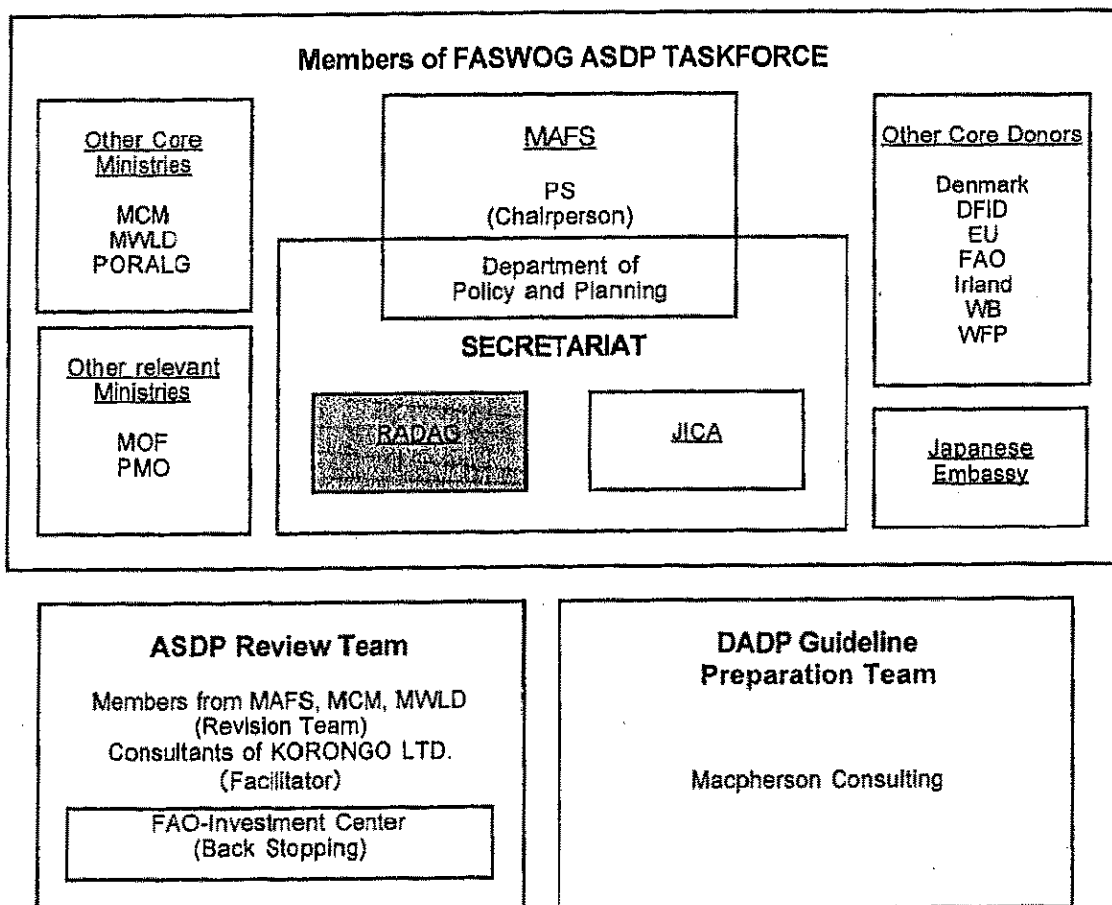 Members of FASWOG ASDP TASKFORCE
Other Core
Ministries
MCM
MWLD
PORALG
Other relevant
Ministries
MOF
PMO
MAFS
PS
(Chairperson)
Department of
Policy and Planning
SECRETARIAT
RADAG
JICA
Other Core Donors
Denmark
DFID
EU
FAO
Irland
WB
WFP
Japanese
Embassy
ASDP Review Team
Members from MAFS, MCM, MWLD
(Revision Team)
Consultants of KORONGO LTD.
(Facilitator)
FAO-Investment Center
(Back Stopping)
DADP Guideline
Preparation Team
Macpherson Consulting